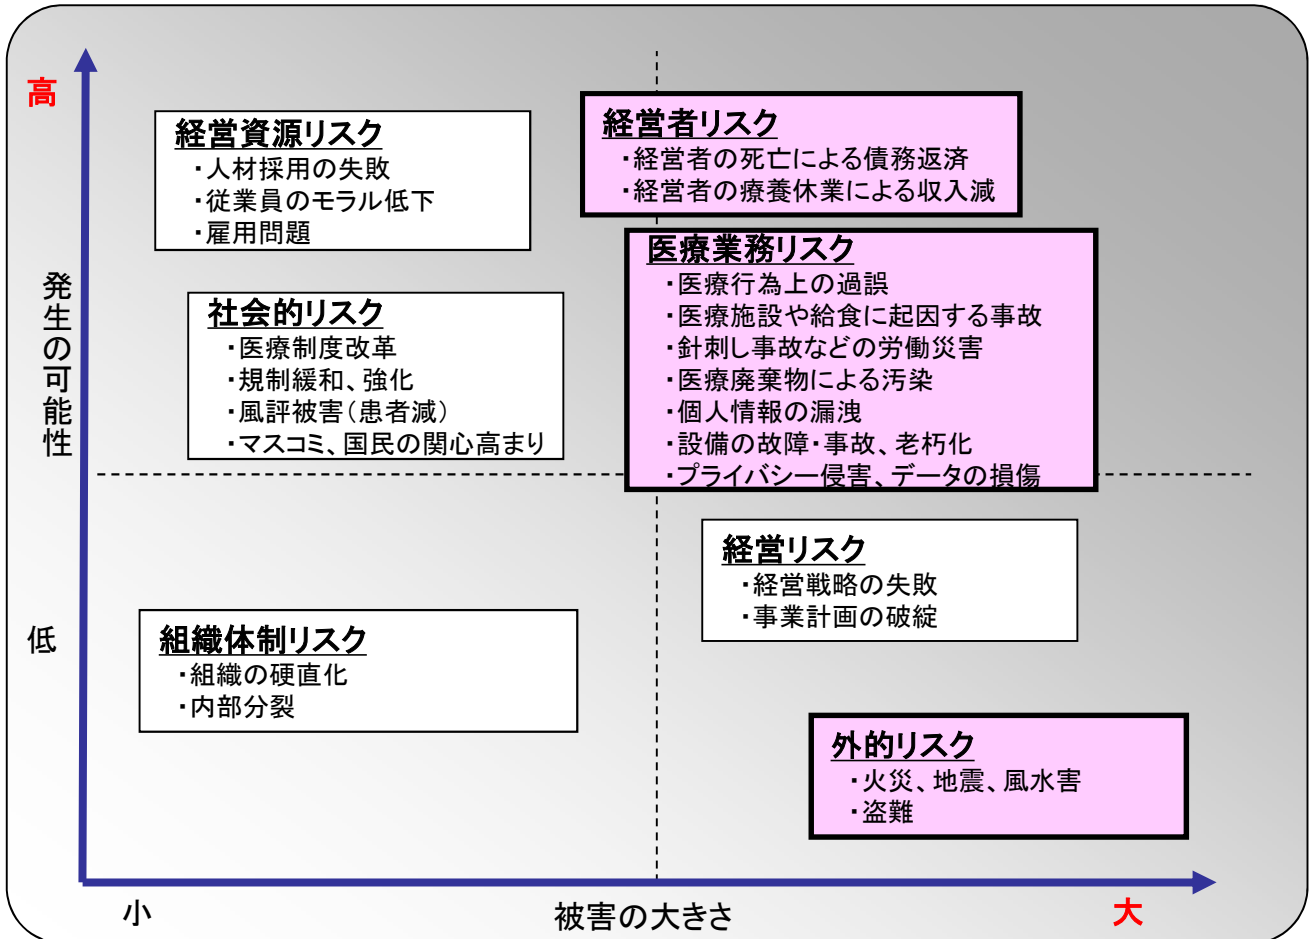 高
経営資源リスク
・人材採用の失敗
・従業員のモラル低下
・雇用問題
経営者リスク
・経営者の死亡による債務返済
・経営者の療養休業による収入減
医療業務リスク
・医療行為上の過誤
・医療施設や給食に起因する事故
・針刺し事故などの労働災害
・医療廃棄物による汚染
・個人情報の漏洩
・設備の故障・事故、老朽化
・プライバシー侵害、データの損傷
発生の可能性
社会的リスク
・医療制度改革
・規制緩和、強化
・風評被害（患者減）
・マスコミ、国民の関心高まり
経営リスク
・経営戦略の失敗
・事業計画の破綻
低
組織体制リスク
・組織の硬直化
・内部分裂
外的リスク
・火災、地震、風水害
・盗難
小
被害の大きさ
大